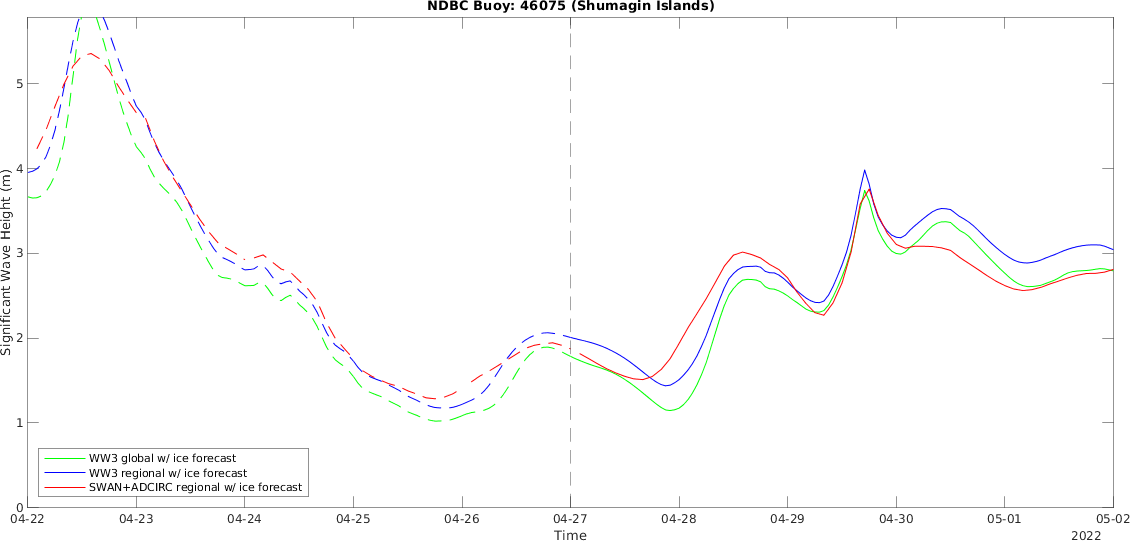 NDBC Buoy: 46075 (Shumagin Islands)
Significant Wave Height (m)
5
4
3
2
1
0
WW3 global w/ ice forecast
WW3 regional w/ ice forecast
SWAN+ADCIRC regional w/ ice forecast
04-22 04-23 04-24 04-25 04-26 04-27 04-28 04-29 04-30 05-01 05-02
Time 2022